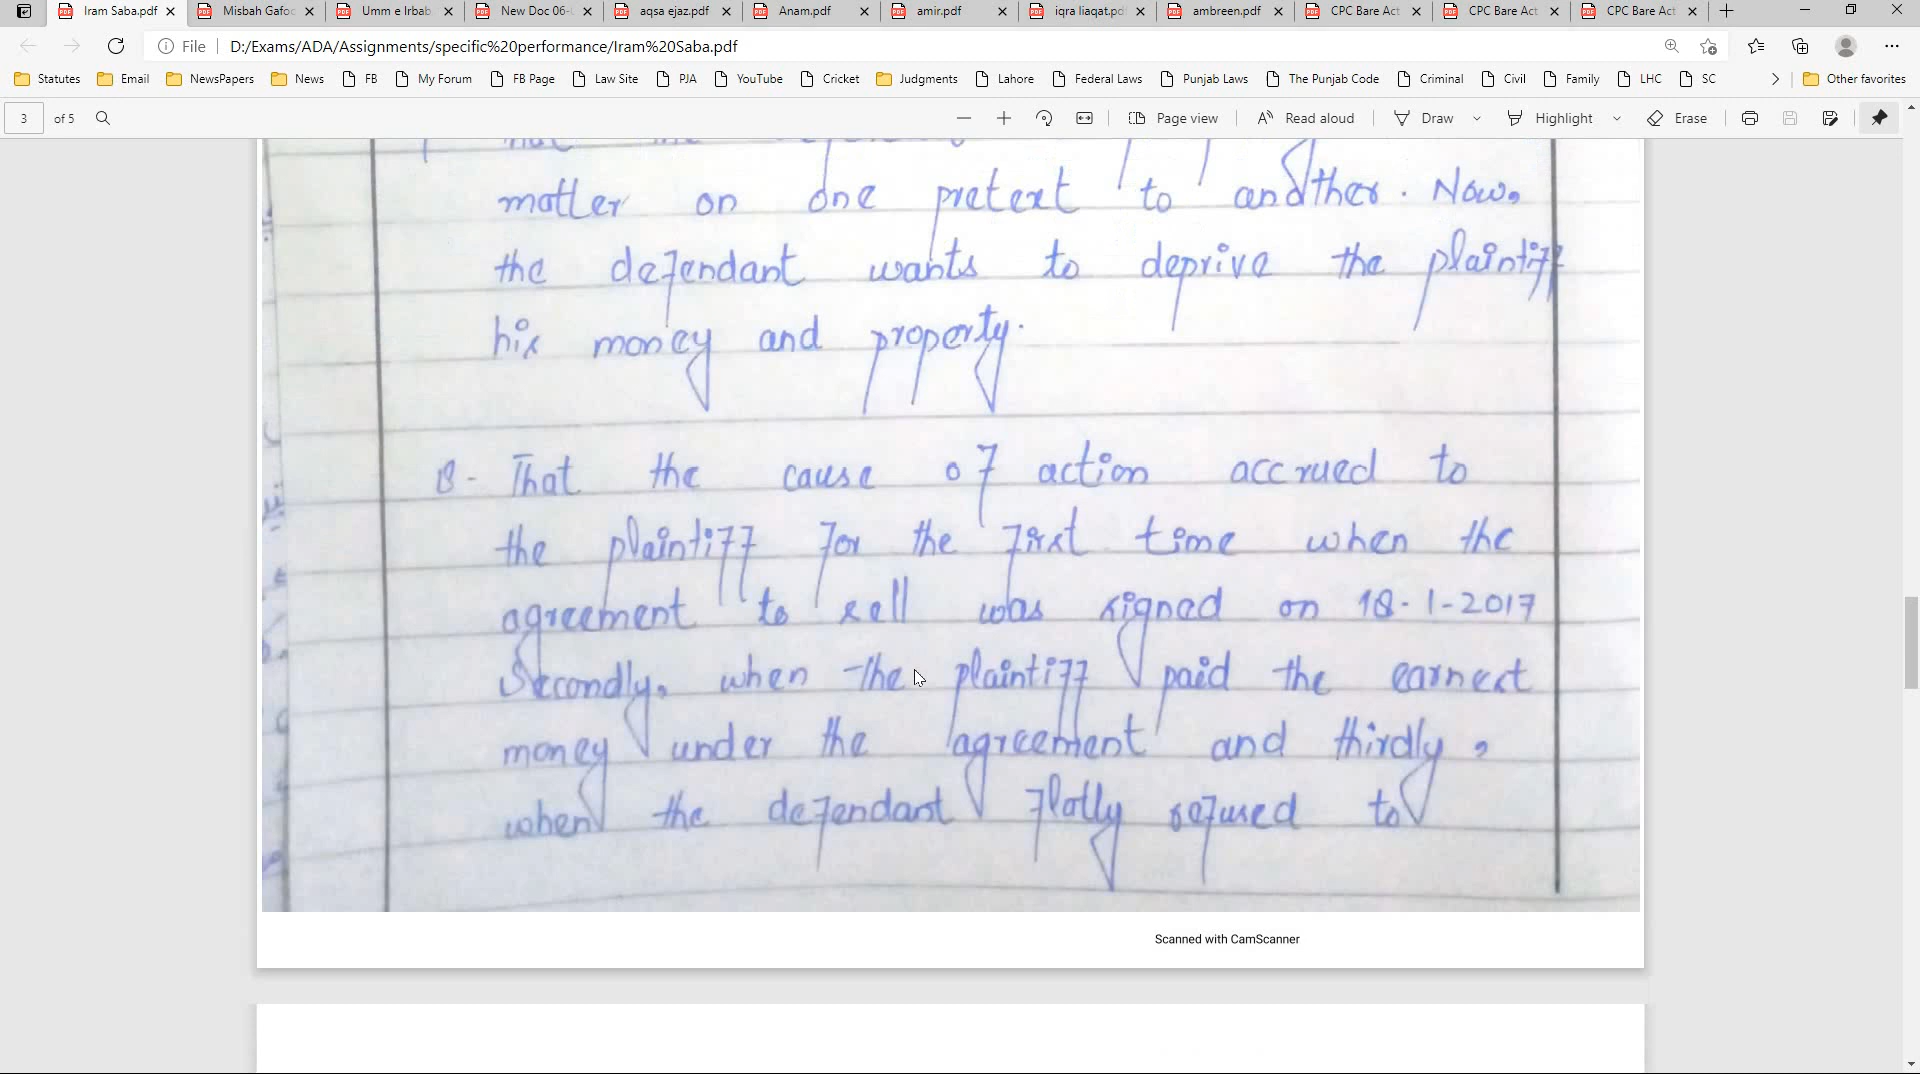 Iram Saba.pdf
Misbah Gafoo
Umm e Irbab
New Doc 06-
aqsa ejaz.pdf
Anam.pdf
amir.pdf
iqra liaqat.pdf
ambreen.pdf
CPC Bare Act
CPC Bare Act
CPC Bare Act
File
D:/Exams/ADA/Assignments/specific%20performance/Iram%20Saba.pdf
Statutes
Email
NewsPapers
News
FB
My Forum
FB Page
Law Site
PJA
YouTube
Cricket
Judgments
Lahore
Federal Laws
Punjab Laws
The Punjab Code
Criminal
Civil
Family
LHC
SC
Other favorites
3 of 5
Page view
Read aloud
Draw
Highlight
Erase
matter on one pretext to another. Now,
the defendant wants to deprive the plaintiff
his money and property.
8- That the cause of action accrued to
the plaintiff for the first time when the
agreement to sell was signed on 18-1-2017
Secondly, when the plaintiff paid the earnest
money under the agreement and thirdly,
when the defendant flatly refused to
Scanned with CamScanner